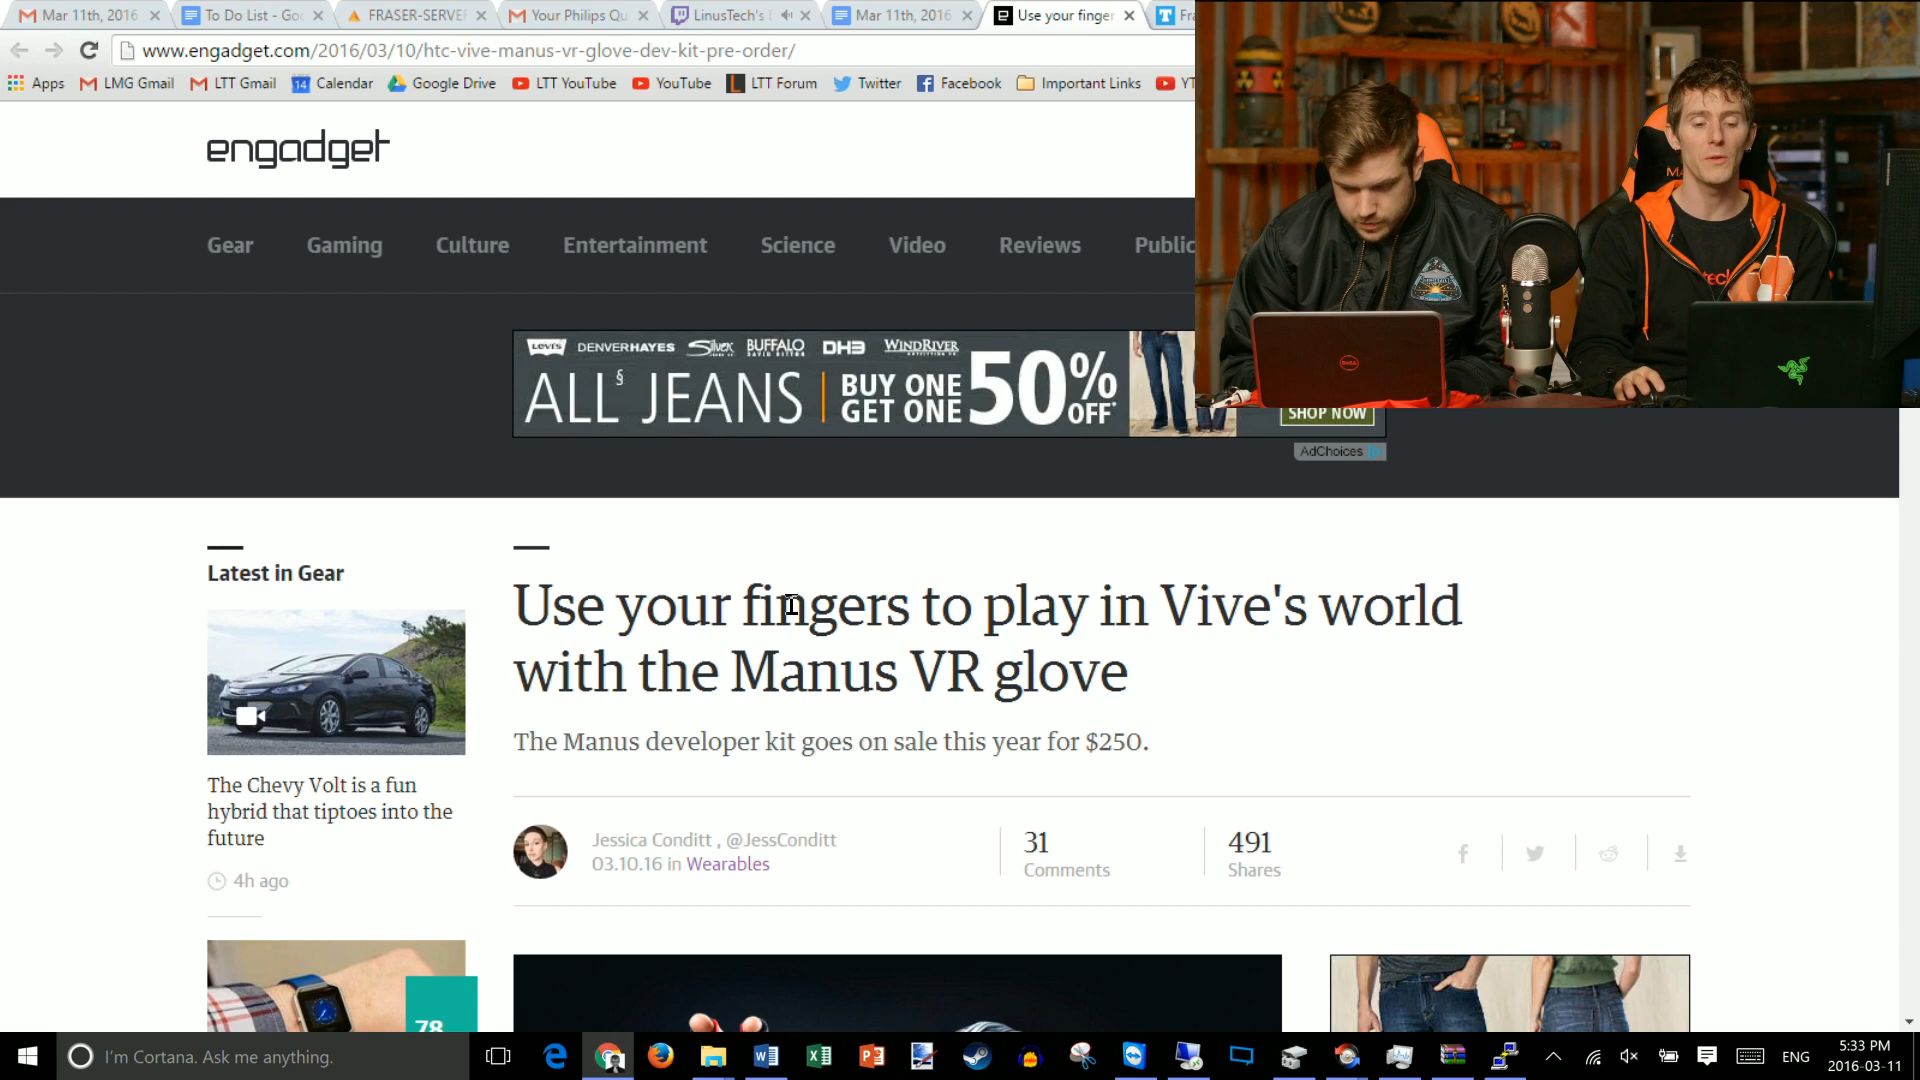 Mar 11th, 2016
To Do List - Goo
FRASER-SERVER
Your Philips Qu
LinusTech's
Mar 11th, 2016
Use your finger
www.engadget.com/2016/03/10/htc-vive-manus-vr-glove-dev-kit-pre-order/
Apps
LMG Gmail
LTT Gmail
14
Calendar
Google Drive
LTT YouTube
YouTube
LTT Forum
Twitter
Facebook
Important Links
engadget
Gear
Gaming
Culture
Entertainment
Science
Video
Reviews
Public
Levi's DENVERHAYES Silver BUFFALO DAVID BITTON DH3 WINDRIVER
ALL JEANS§
BUY ONE
GET ONE
50%
OFF*
SHOP NOW
AdChoices
DELL
Latest in Gear
The Chevy Volt is a fun
hybrid that tiptoes into the
future
4h ago
78
Use your fingers to play in Vive's world
with the Manus VR glove
The Manus developer kit goes on sale this year for $250.
Jessica Conditt , @JessConditt
03.10.16 in Wearables
31
Comments
491
Shares
I'm Cortana. Ask me anything.
ENG
5:33 PM
2016-03-11